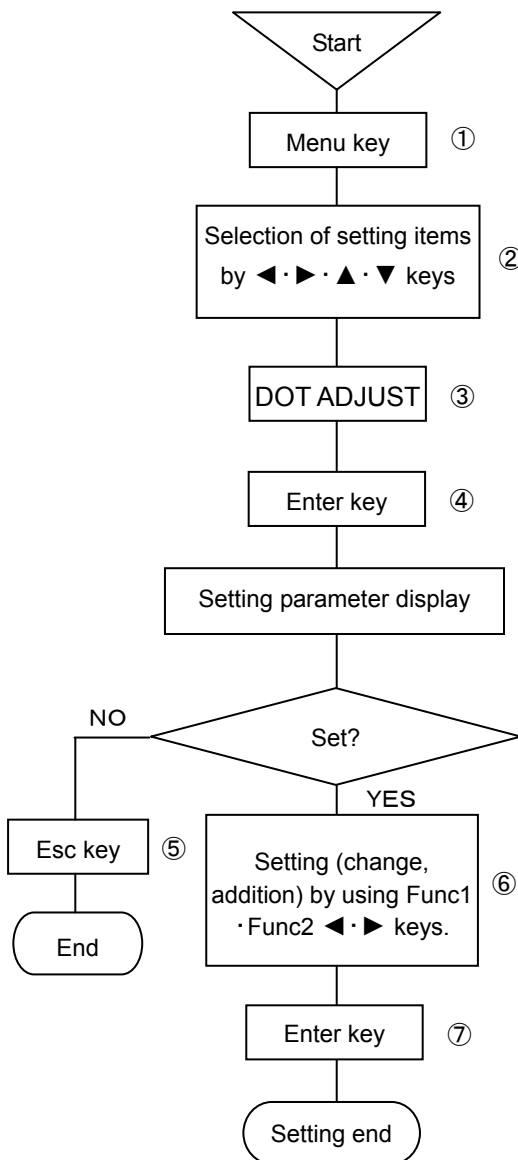 Start
Menu key ①
Selection of setting items
by ◄・►・▲・▼ keys ②
DOT ADJUST ③
Enter key ④
Setting parameter display
Set?
NO
YES
Esc key ⑤
End
Setting (change,
addition) by using Func1
・Func2 ◄・► keys. ⑥
Enter key ⑦
Setting end